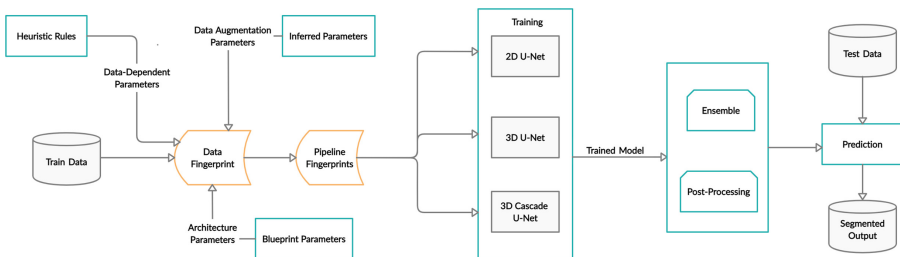 Heuristic Rules
Data-Dependent
Parameters
Data Augmentation
Parameters
Inferred Parameters
Train Data
Data
Fingerprint
Pipeline
Fingerprints
Architecture
Parameters
Blueprint Parameters
Training
2D U-Net
3D U-Net
3D Cascade
U-Net
Trained Model
Ensemble
Post-Processing
Test Data
Prediction
Segmented
Output